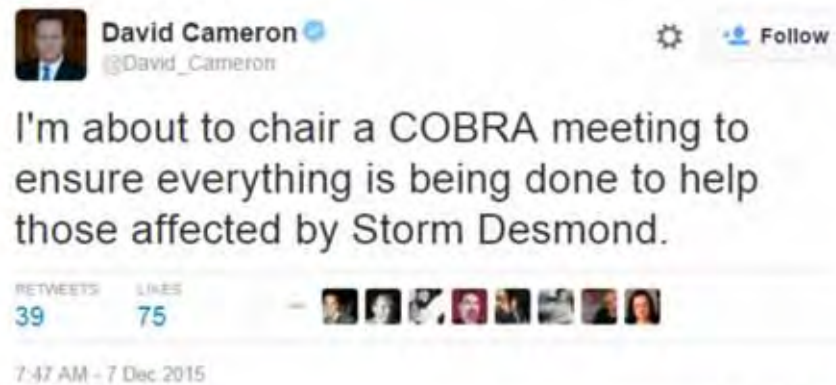 David Cameron
@David_Cameron
Follow
I'm about to chair a COBRA meeting to
ensure everything is being done to help
those affected by Storm Desmond.
RETWEETS LIKES
39 75
7:47 AM - 7 Dec 2015